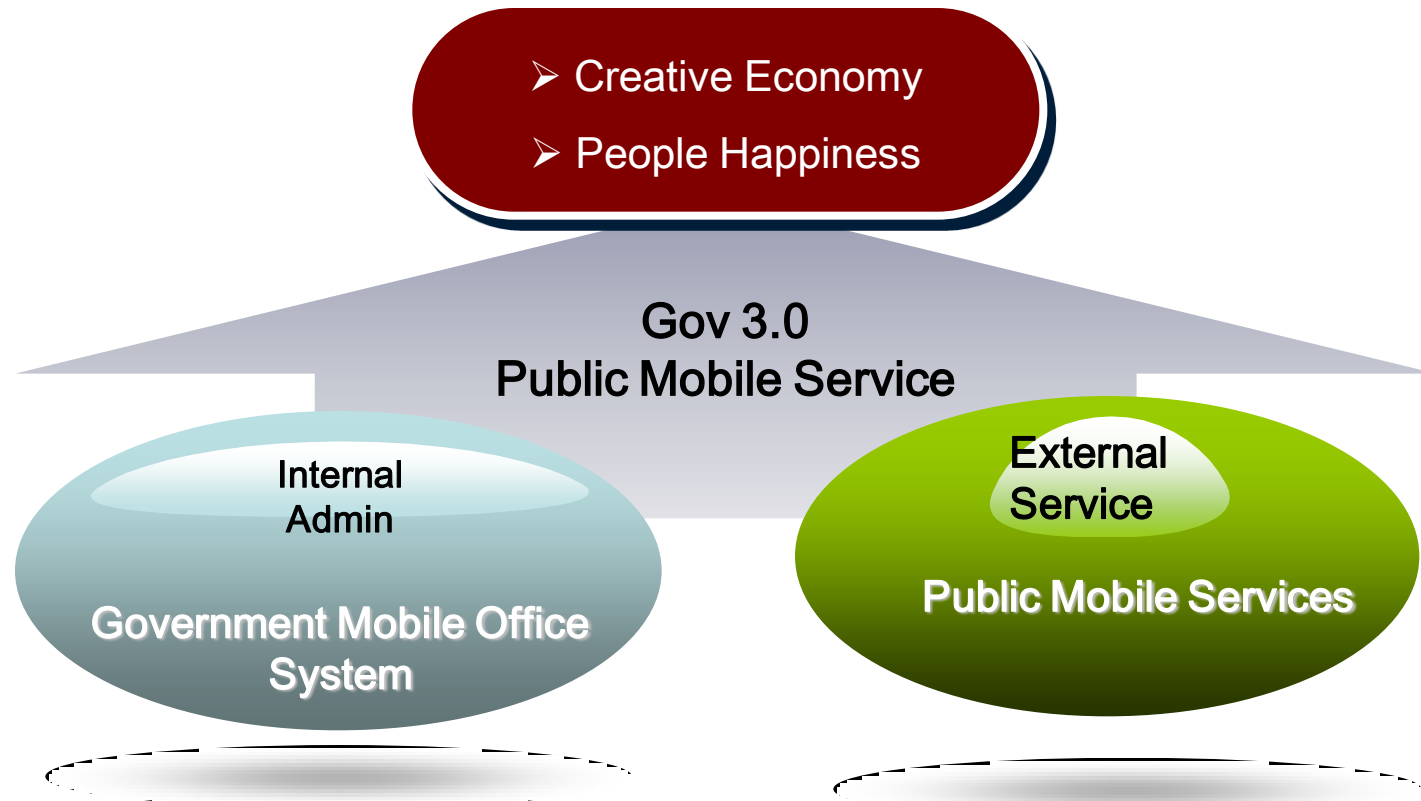 ➢ Creative Economy
➢ People Happiness
Gov 3.0
Public Mobile Service
Internal
Admin
Government Mobile Office
System
External
Service
Public Mobile Services